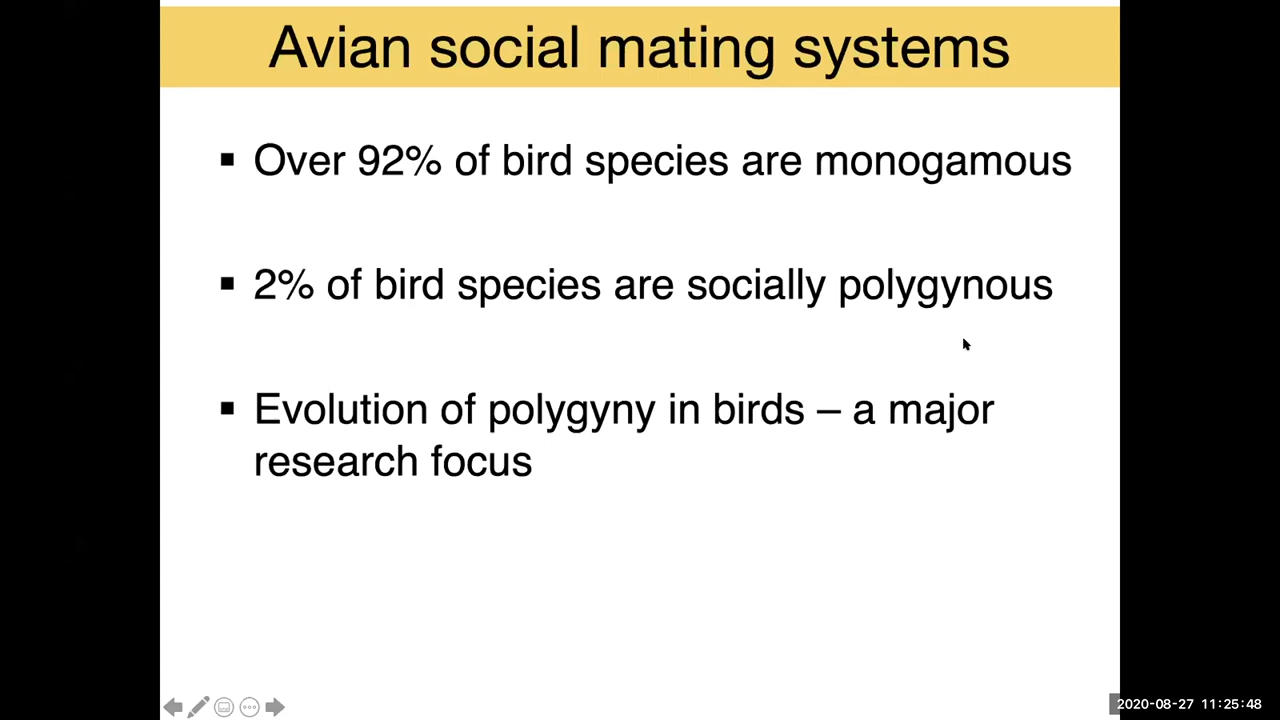 Avian social mating systems
▪ Over 92% of bird species are monogamous
▪ 2% of bird species are socially polygynous
▪ Evolution of polygyny in birds – a major
research focus
2020-08-27 11:25:48